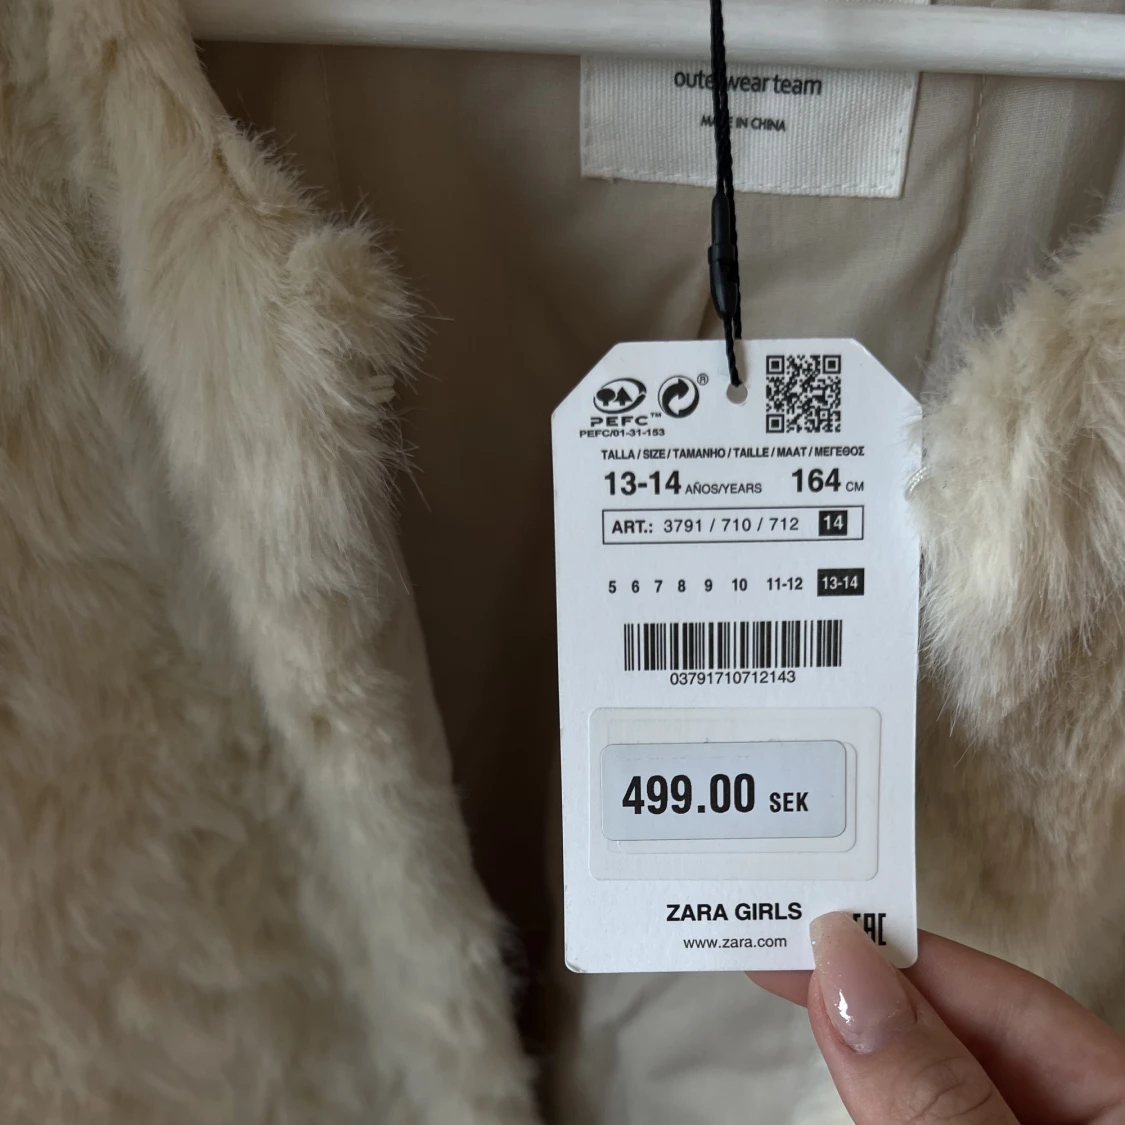 outerwear team
MADE IN CHINA
PEFC™
PEFC/01-31-153
®
TALLA / SIZE / TAMANHO / TAILLE / MAAT / ΜΕΓΕΘΟΣ
13-14 AÑOS/YEARS 164 CM
ART.: 3791 / 710 / 712 14
5 6 7 8 9 10 11-12 13-14
03791710712143
499.00 SEK
ZARA GIRLS
www.zara.com
EAC